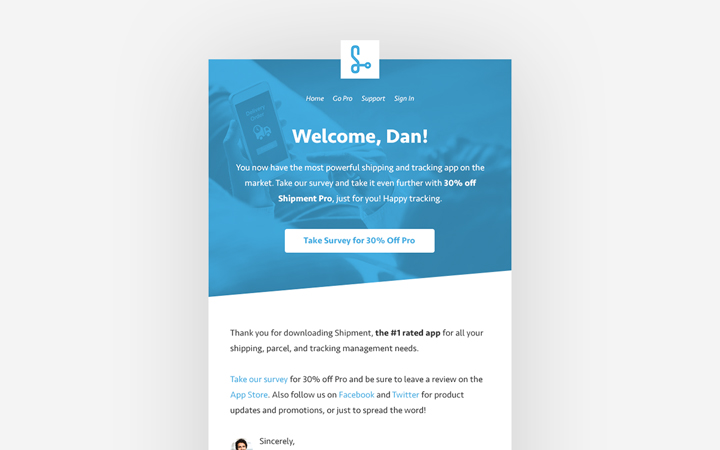 Home Go Pro Support Sign In
Welcome, Dan!
You now have the most powerful shipping and tracking app on the
market. Take our survey and take it even further with 30% off
Shipment Pro, just for you! Happy tracking.
Take Survey for 30% Off Pro
Thank you for downloading Shipment, the #1 rated app for all your
shipping, parcel, and tracking management needs.
Take our survey for 30% off Pro and be sure to leave a review on the
App Store. Also follow us on Facebook and Twitter for product
updates and promotions, or just to spread the word!
Sincerely,